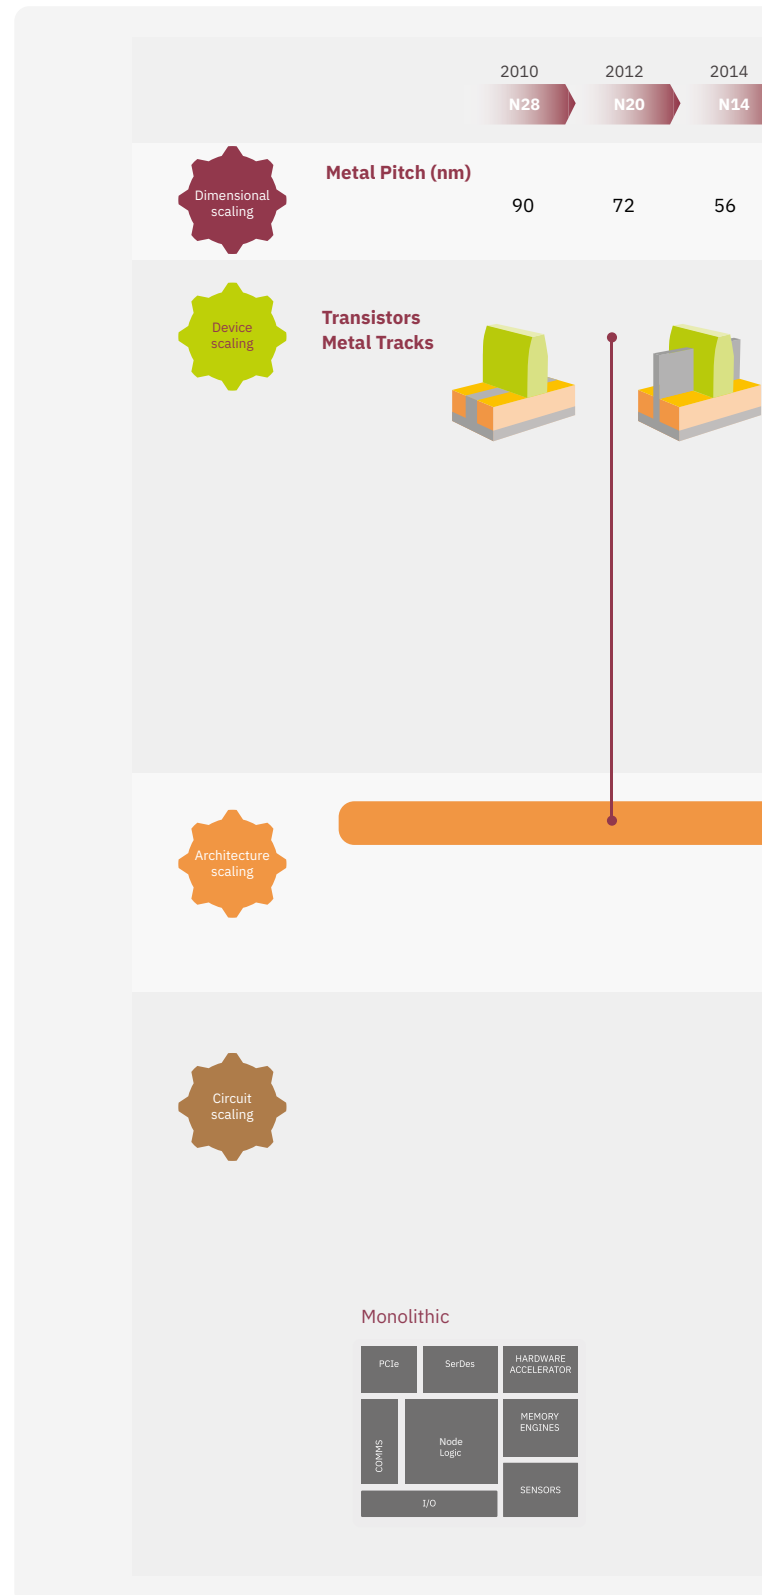 2010
2012
2014
N28
N20
N14
Dimensional
scaling
Metal Pitch (nm)
90
72
56
Device
scaling
Transistors
Metal Tracks
Architecture
scaling
Circuit
scaling
Monolithic
PCIe
SerDes
HARDWARE
ACCELERATOR
COMMS
Node
Logic
MEMORY
ENGINES
SENSORS
I/O